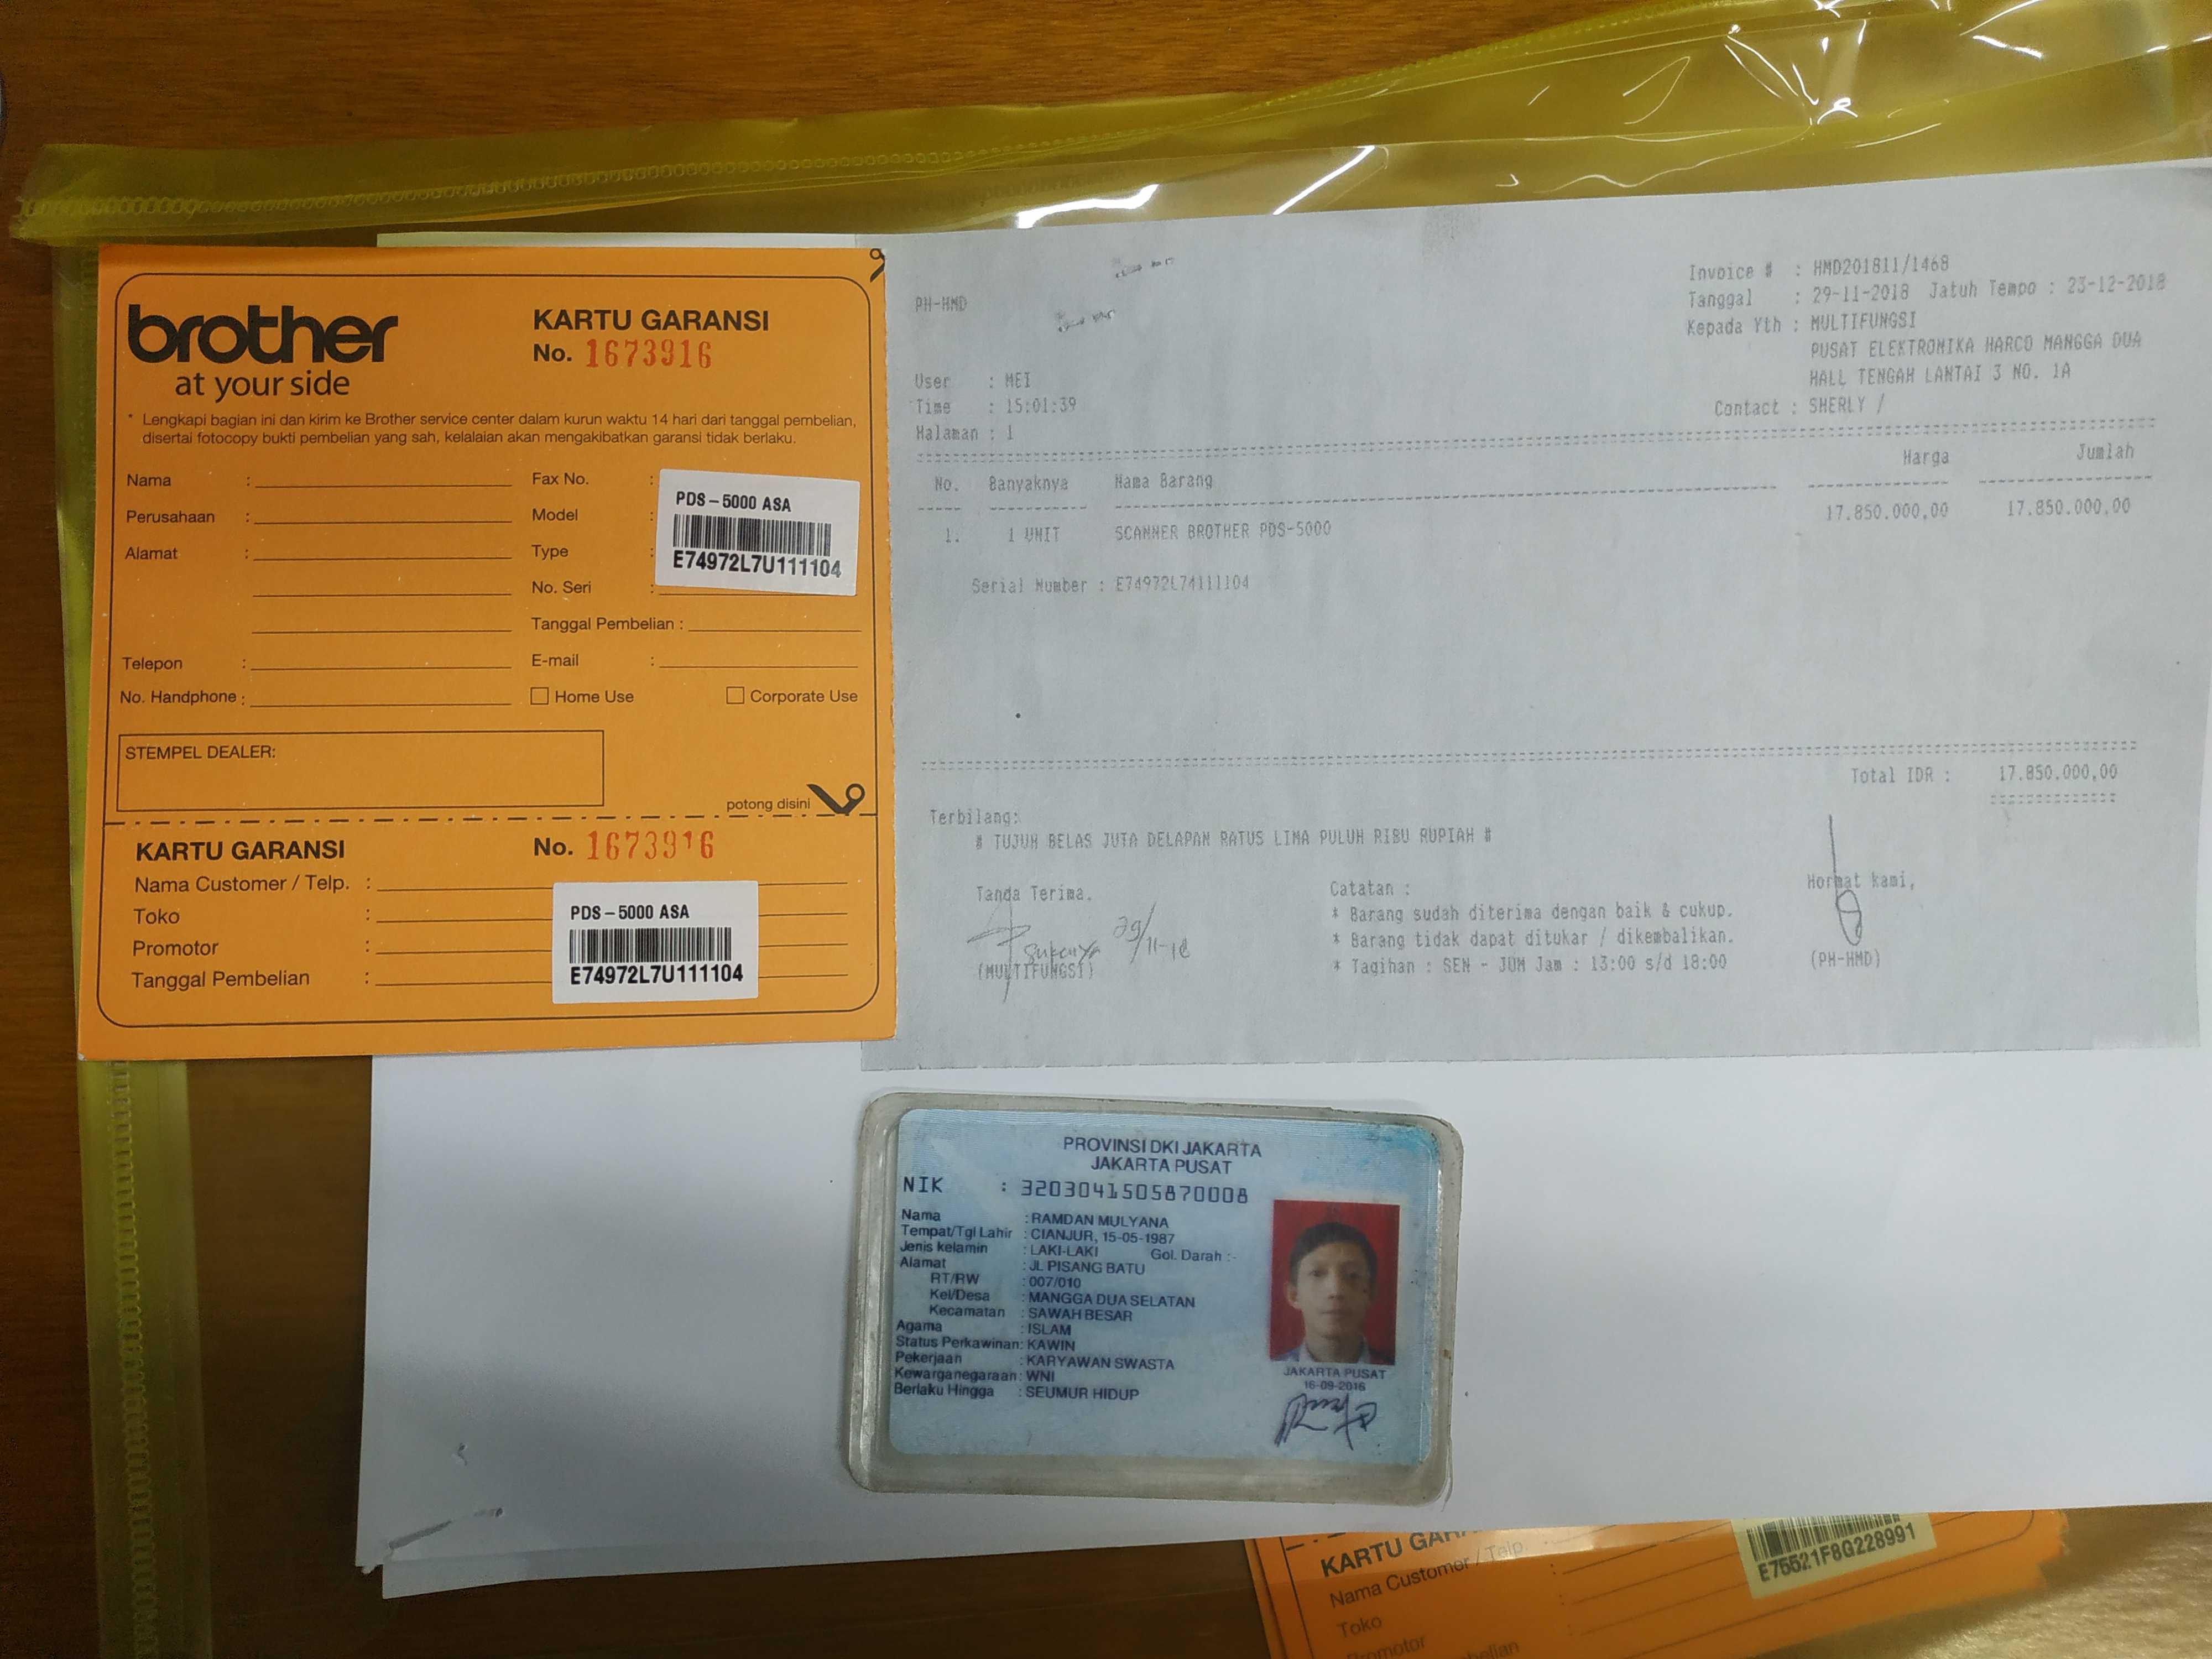 brother
at your side
KARTU GARANSI
No. 1673916
* Lengkapi bagian ini dan kirim ke Brother service center dalam kurun waktu 14 hari dari tanggal pembelian,
disertai fotocopy bukti pembelian yang sah, kelalaian akan mengakibatkan garansi tidak berlaku.
Nama :
Perusahaan :
Alamat :
Telepon :
No. Handphone :
Fax No. :
Model :
Type :
No. Seri :
PDS-5000 ASA
E74972L7U111104
Tanggal Pembelian :
E-mail :
Home Use
Corporate Use
STEMPEL DEALER:
potong disini
KARTU GARANSI
No. 1673916
Nama Customer / Telp. :
Toko :
Promotor :
Tanggal Pembelian :
PDS-5000 ASA
E74972L7U111104
PH-HMD
User : MEI
Time : 15:01:39
Halaman : 1
Invoice # : HMD201811/1468
Tanggal : 29-11-2018 Jatuh Tempo : 23-12-2018
Kepada Yth : MULTIFUNGSI
PUSAT ELEKTRONIKA HARCO MANGGA DUA
HALL TENGAH LANTAI 3 NO. 1A
Contact : SHERLY /
No. Banyaknya Nama Barang Harga Jumlah
1. 1 UNIT SCANNER BROTHER PDS-5000 17.850.000,00 17.850.000,00
Serial Number : E74972L74111104
Total IDR : 17.850.000,00
Terbilang:
# TUJUH BELAS JUTA DELAPAN RATUS LIMA PULUH RIBU RUPIAH #
Tanda Terima.
29/11-18
(MULTIFUNGSI)
Catatan :
* Barang sudah diterima dengan baik & cukup.
* Barang tidak dapat ditukar / dikembalikan.
* Tagihan : SEN - JUM Jam : 13:00 s/d 18:00
Hormat kami,
(PH-HMD)
PROVINSI DKI JAKARTA
JAKARTA PUSAT
NIK : 3203041505870008
Nama : RAMDAN MULYANA
Tempat/Tgl Lahir : CIANJUR, 15-05-1987
Jenis kelamin : LAKI-LAKI Gol. Darah :-
Alamat : JL PISANG BATU
RT/RW : 007/010
Kel/Desa : MANGGA DUA SELATAN
Kecamatan : SAWAH BESAR
Agama : ISLAM
Status Perkawinan: KAWIN
Pekerjaan : KARYAWAN SWASTA
Kewarganegaraan: WNI
Berlaku Hingga : SEUMUR HIDUP
JAKARTA PUSAT
16-09-2016
KARTU
Nama Customer / Telp. :
Toko :
Promotor
E75521F8G228991